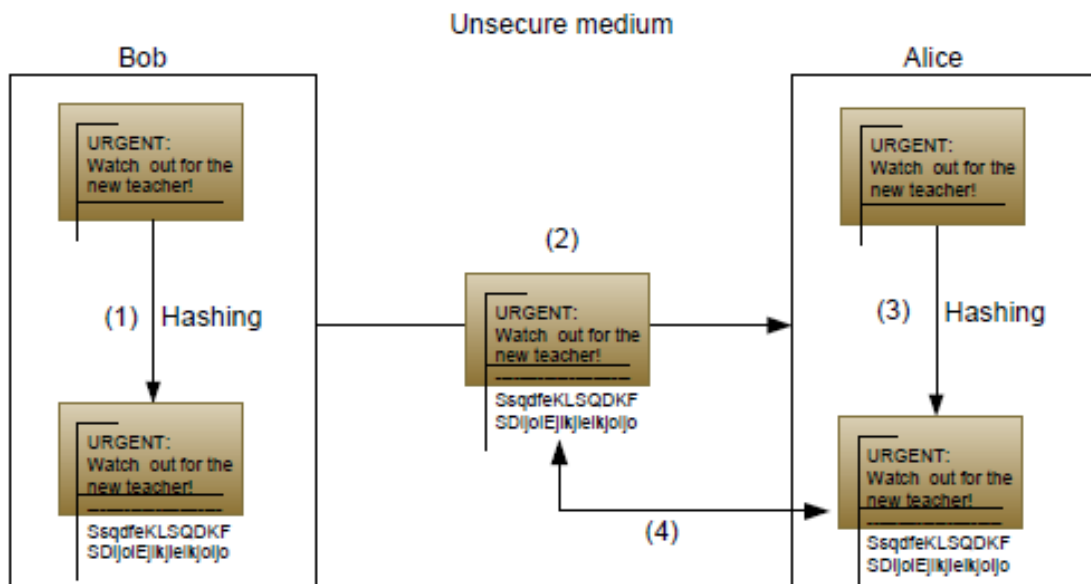 Unsecure medium
Bob
Alice
URGENT:
Watch out for the
new teacher!
URGENT:
Watch out for the
new teacher!
(1) Hashing
(2)
URGENT:
Watch out for the
new teacher!
--------------------
SsqdfeKLSQDKF
SDljolEjlkjlelkjoljo
(3) Hashing
URGENT:
Watch out for the
new teacher!
--------------------
SsqdfeKLSQDKF
SDljolEjlkjlelkjoljo
(4)
URGENT:
Watch out for the
new teacher!
--------------------
SsqdfeKLSQDKF
SDljolEjlkjlelkjoljo